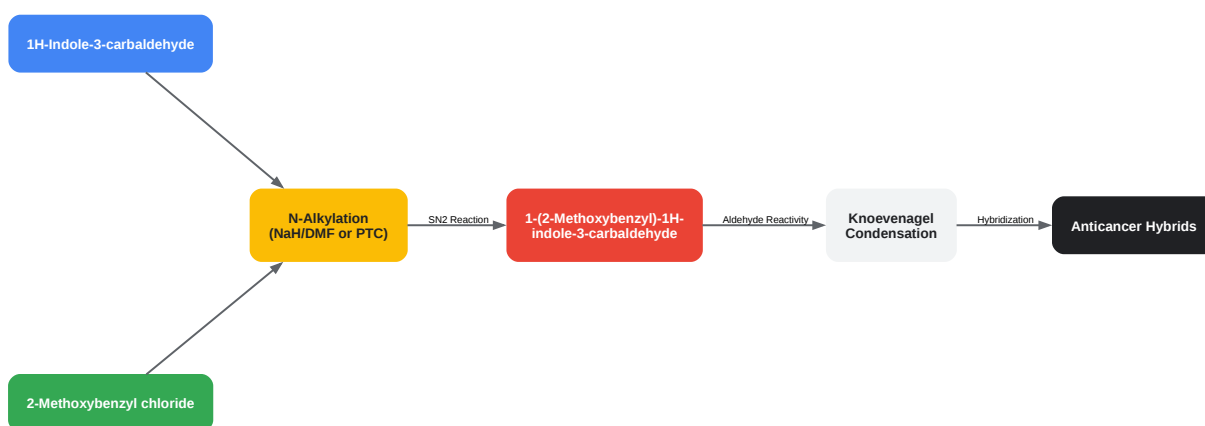 1H-Indole-3-carbaldehyde
N-Alkylation
(NaH/DMF or PTC)
SN2 Reaction
1-(2-Methoxybenzyl)-1H-
indole-3-carbaldehyde
Aldehyde Reactivity
Knoevenagel
Condensation
Hybridization
Anticancer Hybrids
2-Methoxybenzyl chloride